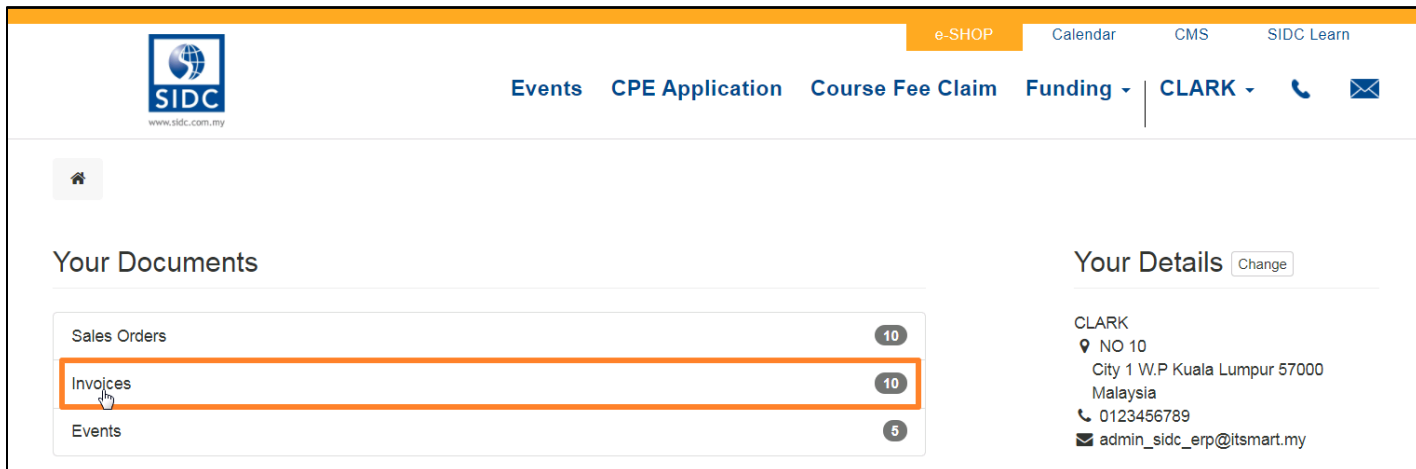 e-SHOP Calendar CMS SIDC Learn
SIDC
www.sidc.com.my
Events CPE Application Course Fee Claim Funding CLARK
Your Documents
Sales Orders 10
Invoices 10
Events 5
Your Details Change
CLARK
NO 10
City 1 W.P Kuala Lumpur 57000
Malaysia
0123456789
admin_sidc_erp@itsmart.my